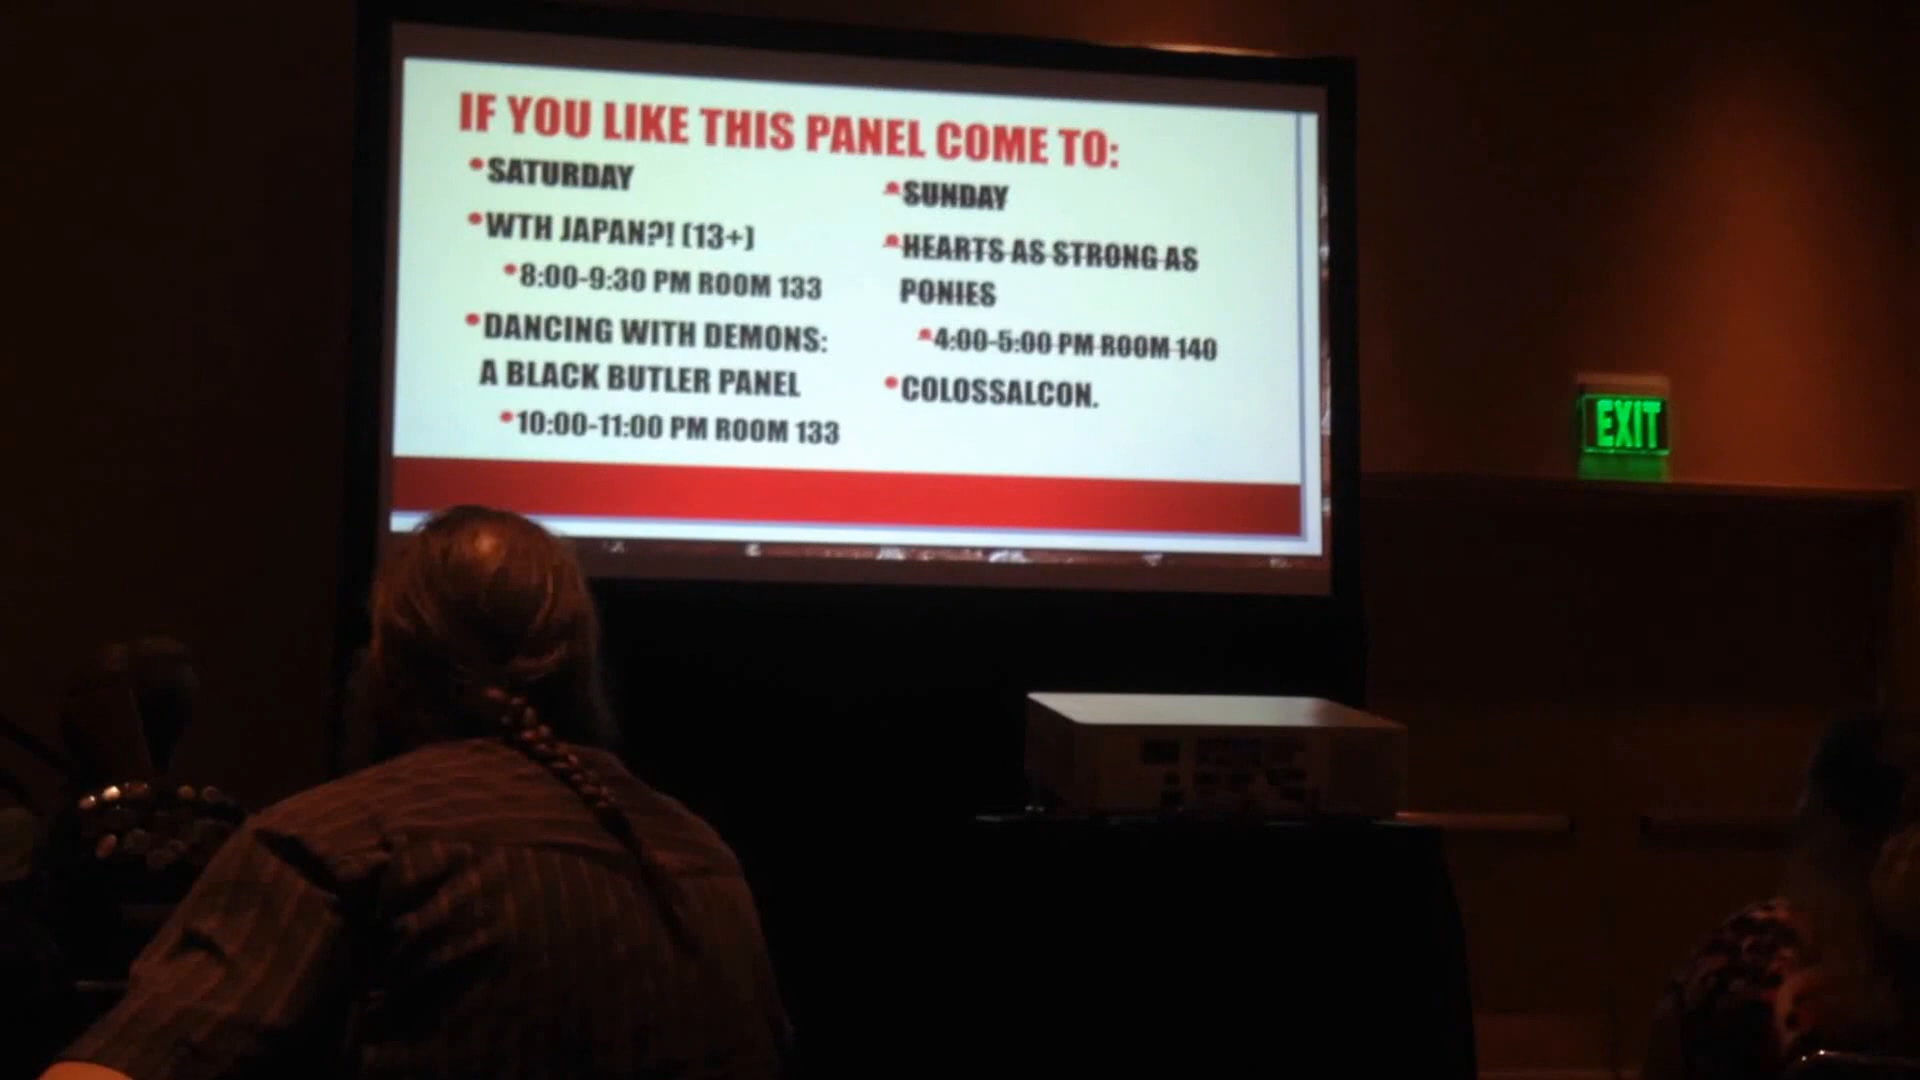 IF YOU LIKE THIS PANEL COME TO:
•SATURDAY
•WTH JAPAN?! (13+)
•8:00-9:30 PM ROOM 133
•DANCING WITH DEMONS:
A BLACK BUTLER PANEL
•10:00-11:00 PM ROOM 133
•SUNDAY
•HEARTS AS STRONG AS
PONIES
•4:00-5:00 PM ROOM 140
•COLOSSALCON.
EXIT